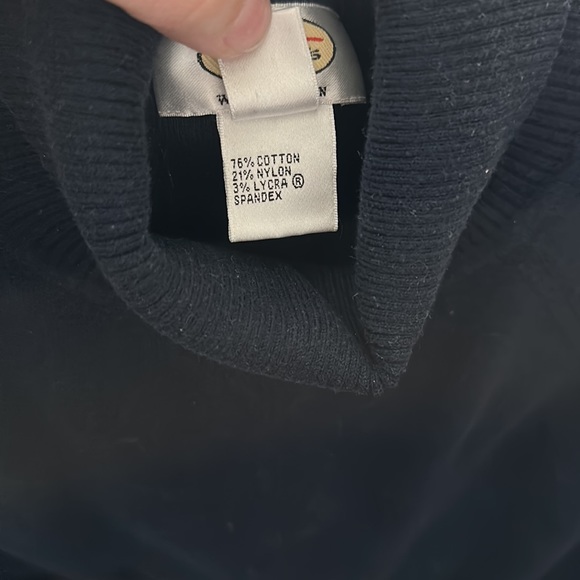 76% COTTON
21% NYLON
3% LYCRA ®
SPANDEX